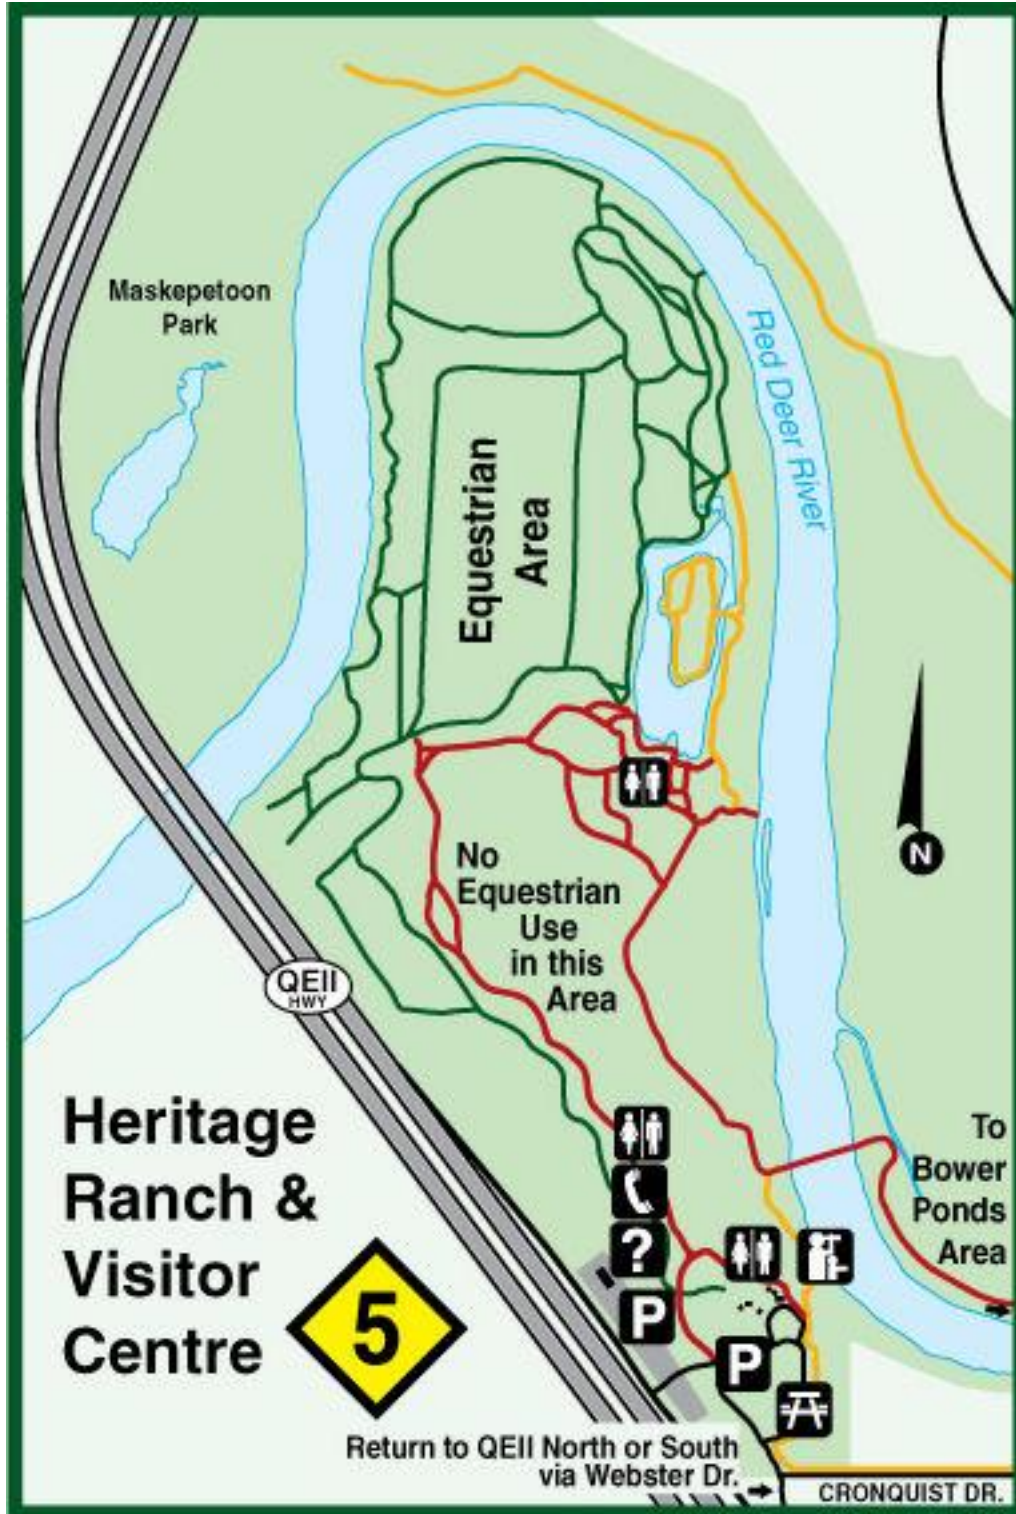 Maskepetoon
Park
Red Deer River
Equestrian
Area
N
No
Equestrian
Use
in this
Area
QEII
HWY
Heritage
Ranch &
Visitor
Centre
5
?
P
P
To
Bower
Ponds
Area
Return to QEII North or South
via Webster Dr.
CRONQUIST DR.